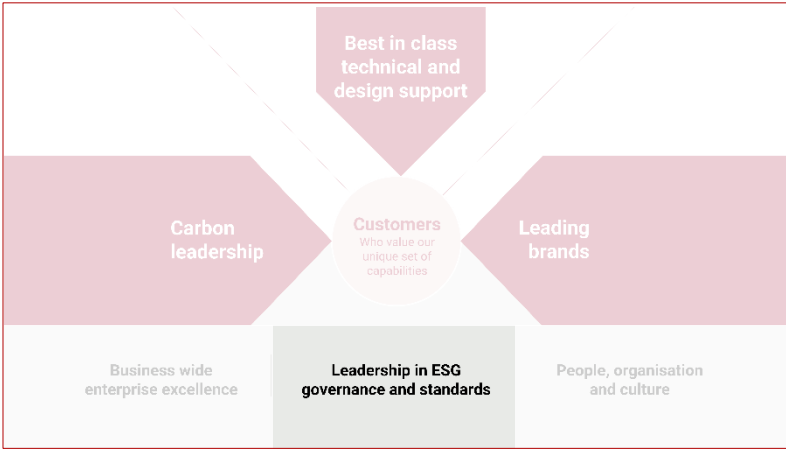 Best in class
technical and
design support
Carbon
leadership
Customers
Who value our
unique set of
capabilities
Leading
brands
Business wide
enterprise excellence
Leadership in ESG
governance and standards
People, organisation
and culture